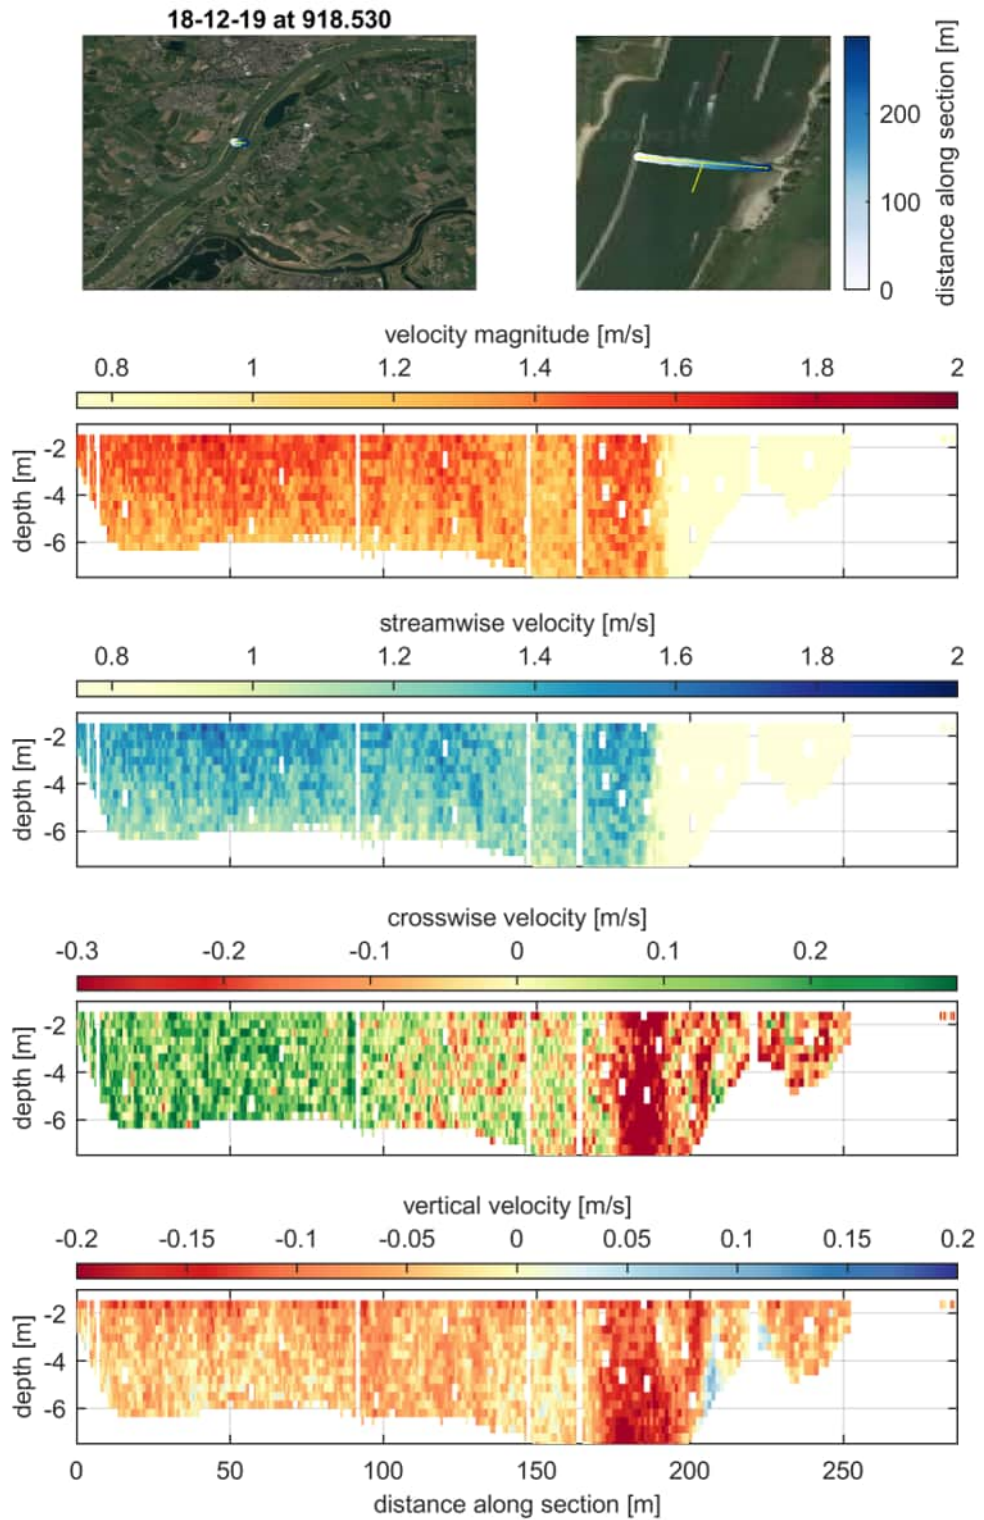 18-12-19 at 918.530
distance along section [m]
200
100
0
velocity magnitude [m/s]
0.8 1 1.2 1.4 1.6 1.8 2
depth [m]
-2
-4
-6
streamwise velocity [m/s]
0.8 1 1.2 1.4 1.6 1.8 2
depth [m]
-2
-4
-6
crosswise velocity [m/s]
-0.3 -0.2 -0.1 0 0.1 0.2
depth [m]
-2
-4
-6
vertical velocity [m/s]
-0.2 -0.15 -0.1 -0.05 0 0.05 0.1 0.15 0.2
depth [m]
-2
-4
-6
0 50 100 150 200 250
distance along section [m]